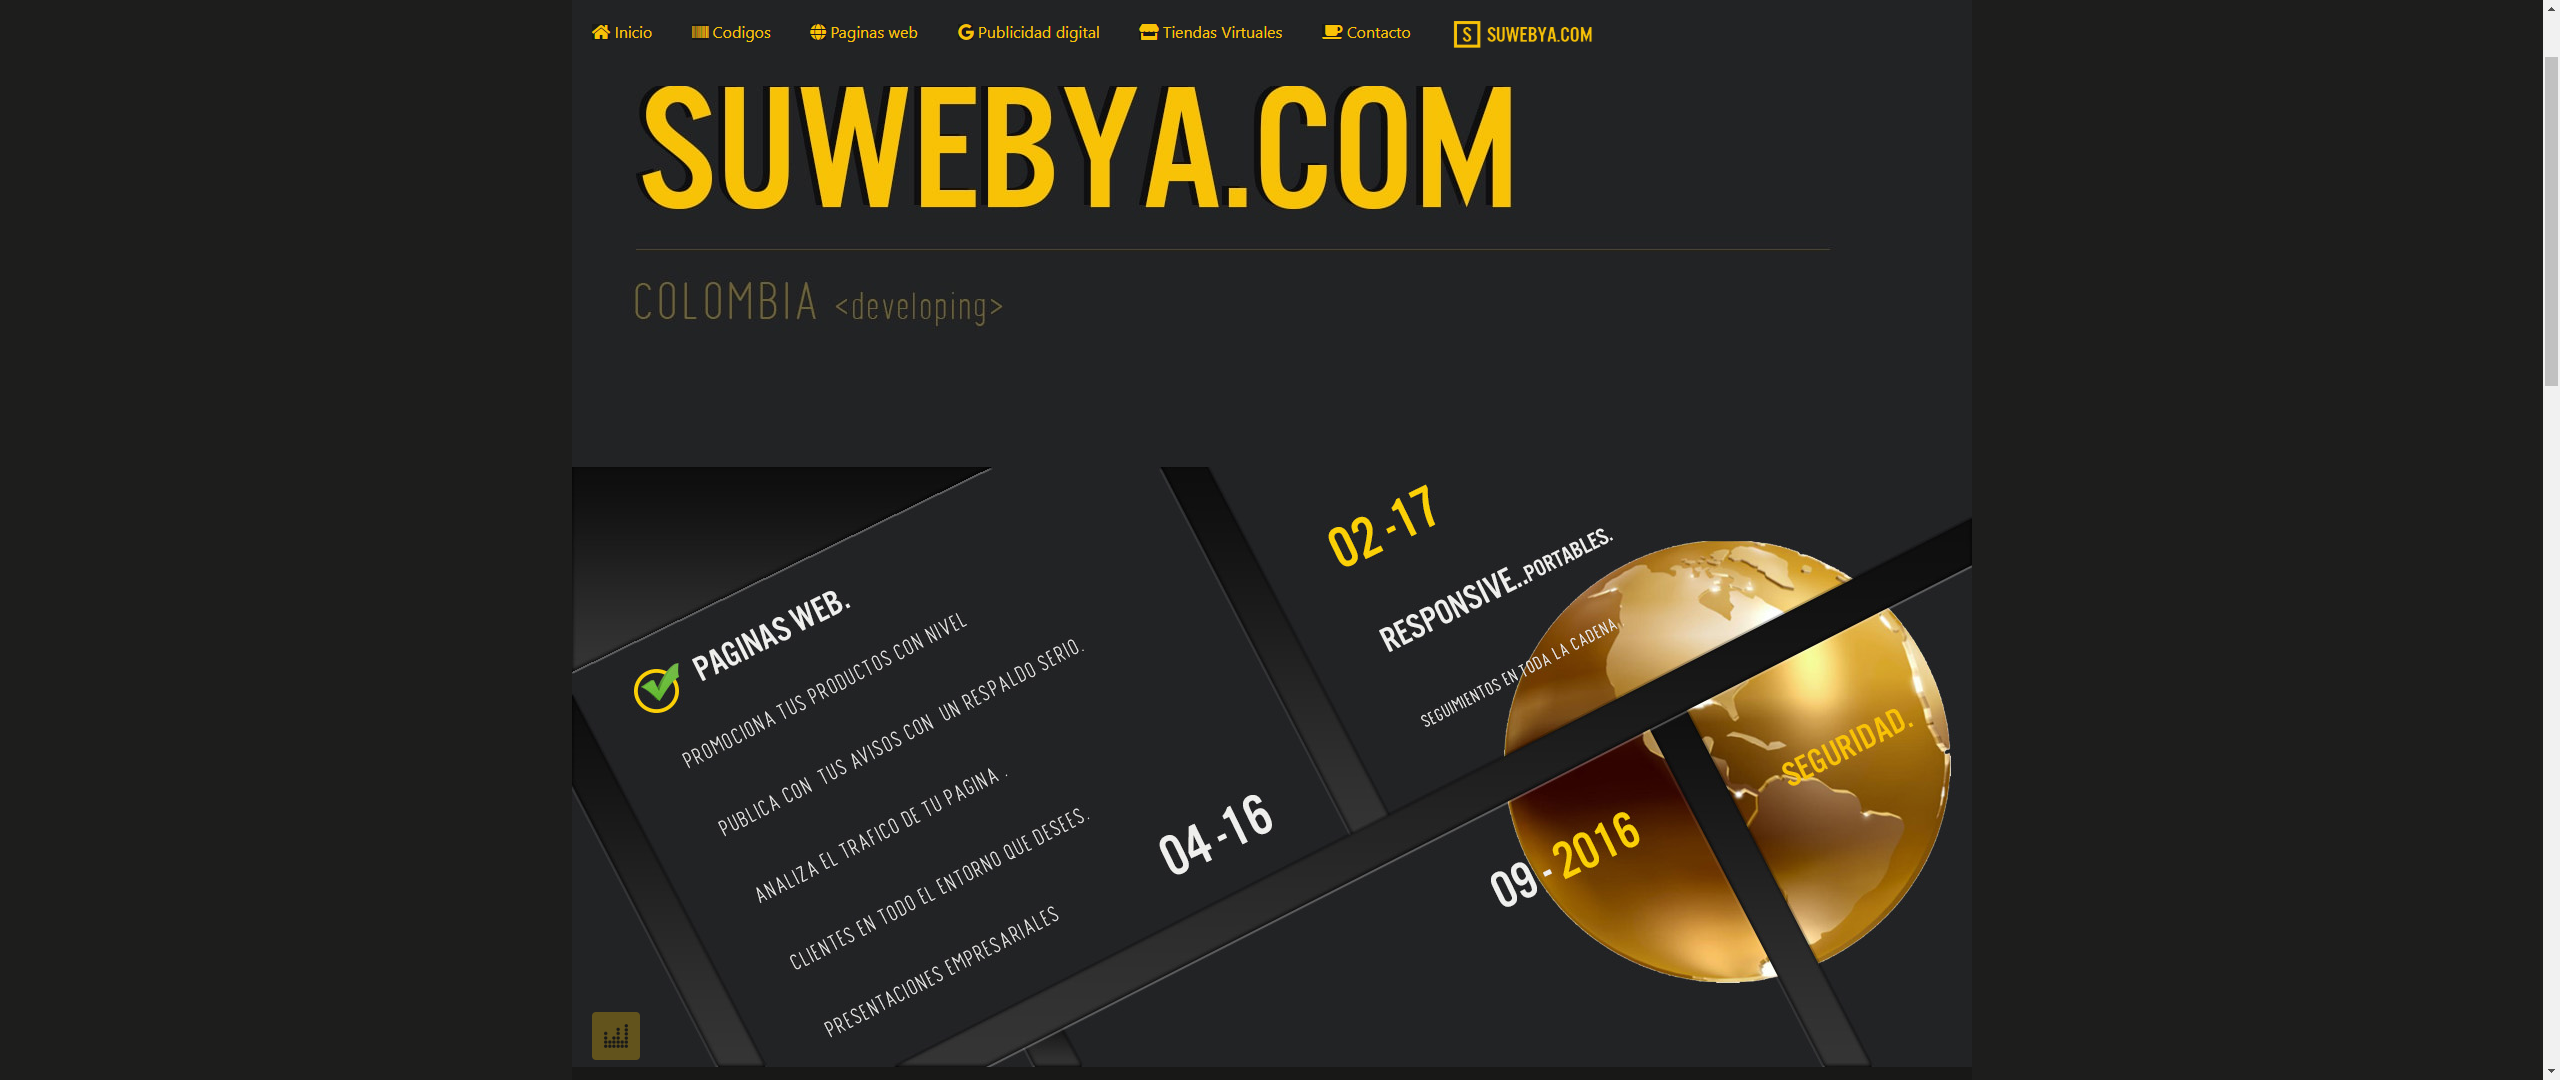 Inicio Codigos Paginas web Publicidad digital Tiendas Virtuales Contacto S SUWEBYA.COM
SUWEBYA.COM
COLOMBIA <developing>
PAGINAS WEB.
PROMOCIONA TUS PRODUCTOS CON NIVEL
PUBLICA CON TUS AVISOS CON UN RESPALDO SERIO.
ANALIZA EL TRAFICO DE TU PAGINA .
CLIENTES EN TODO EL ENTORNO QUE DESEES.
PRESENTACIONES EMPRESARIALES
04-16
02-17
RESPONSIVE..PORTABLES.
SEGUIMIENTOS EN TODA LA CADENA..
SEGURIDAD.
09-2016